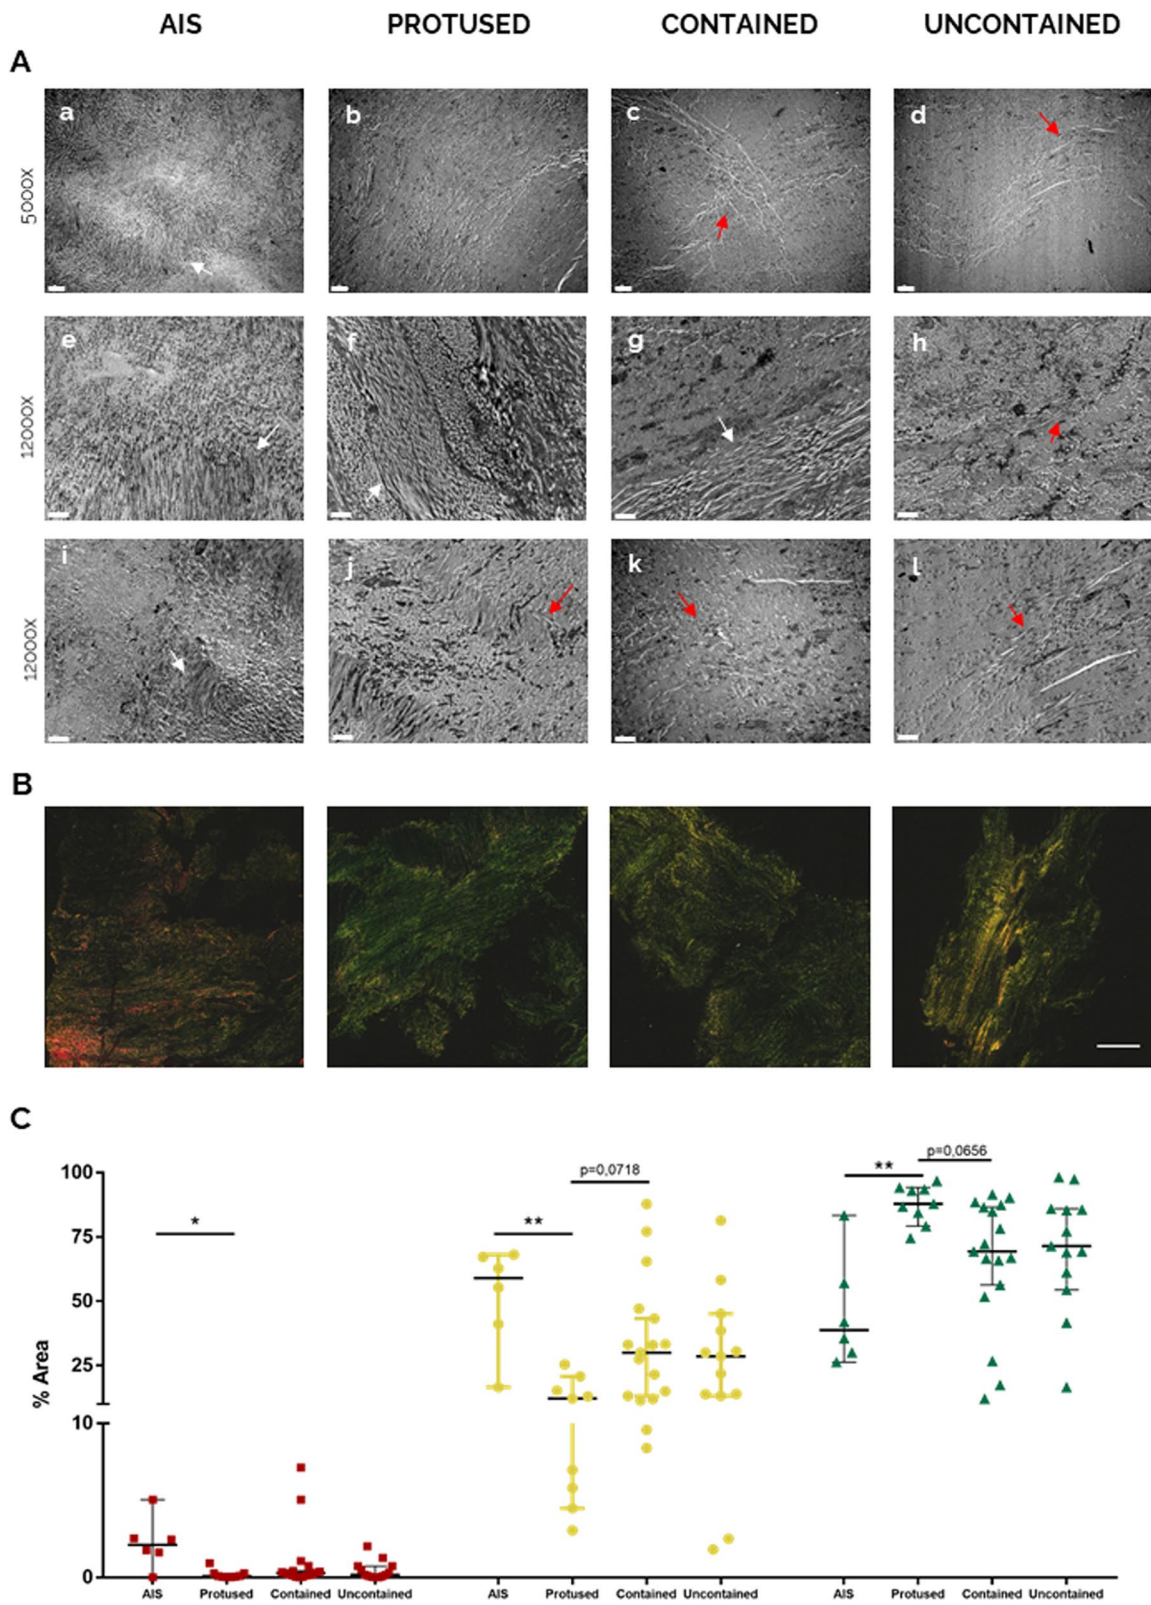 AIS PROTUSED CONTAINED UNCONTAINED
A
5000x
a b c d
12000x
e f g h
12000x
i j k l
B
C
% Area
100
75
50
25
10
0
*
**
p=0,0718
**
p=0,0656
AIS Protused Contained Uncontained AIS Protused Contained Uncontained AIS Protused Contained Uncontained